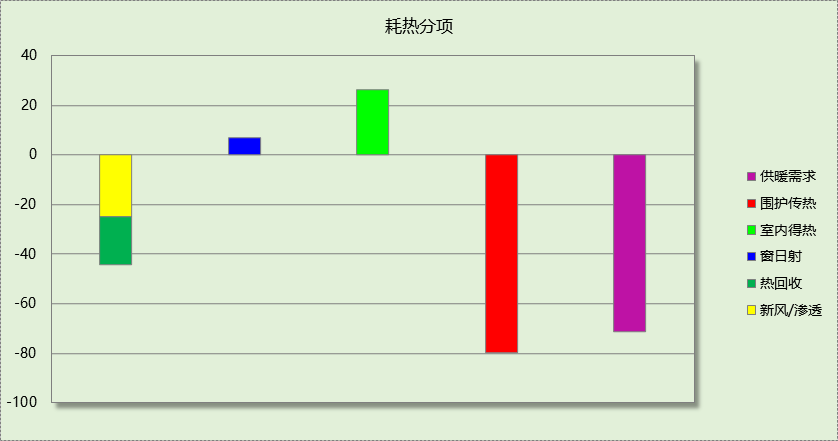 耗热分项
40
20
0
-20
-40
-60
-80
-100
供暖需求
围护传热
室内得热
窗日射
热回收
新风/渗透